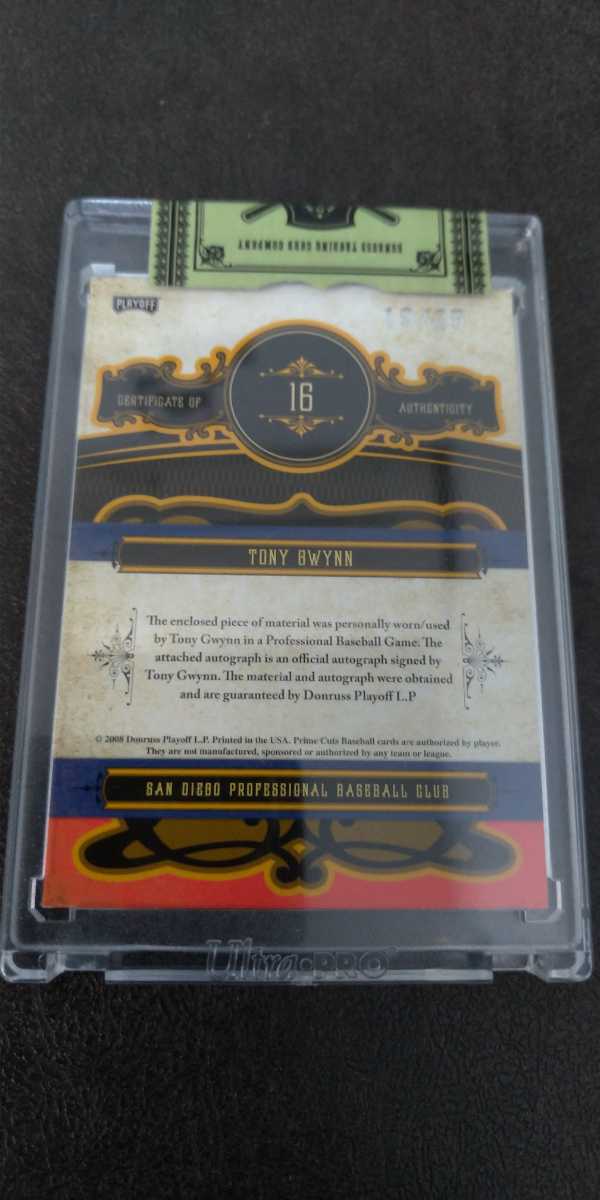 DONRUSS TRADING CARD COMPANY
PLAYOFF
CERTIFICATE OF
16
AUTHENTICITY
TONY GWYNN
The enclosed piece of material was personally worn/used
by Tony Gwynn in a Professional Baseball Game. The
attached autograph is an official autograph signed by
Tony Gwynn. The material and autograph were obtained
and are guaranteed by Donruss Playoff L.P
© 2008 Donruss Playoff L.P. Printed in the USA. Prime Cuts Baseball cards are authorized by player.
They are not manufactured, sponsored or authorized by any team or league.
SAN DIEGO PROFESSIONAL BASEBALL CLUB
Ultra•PRO